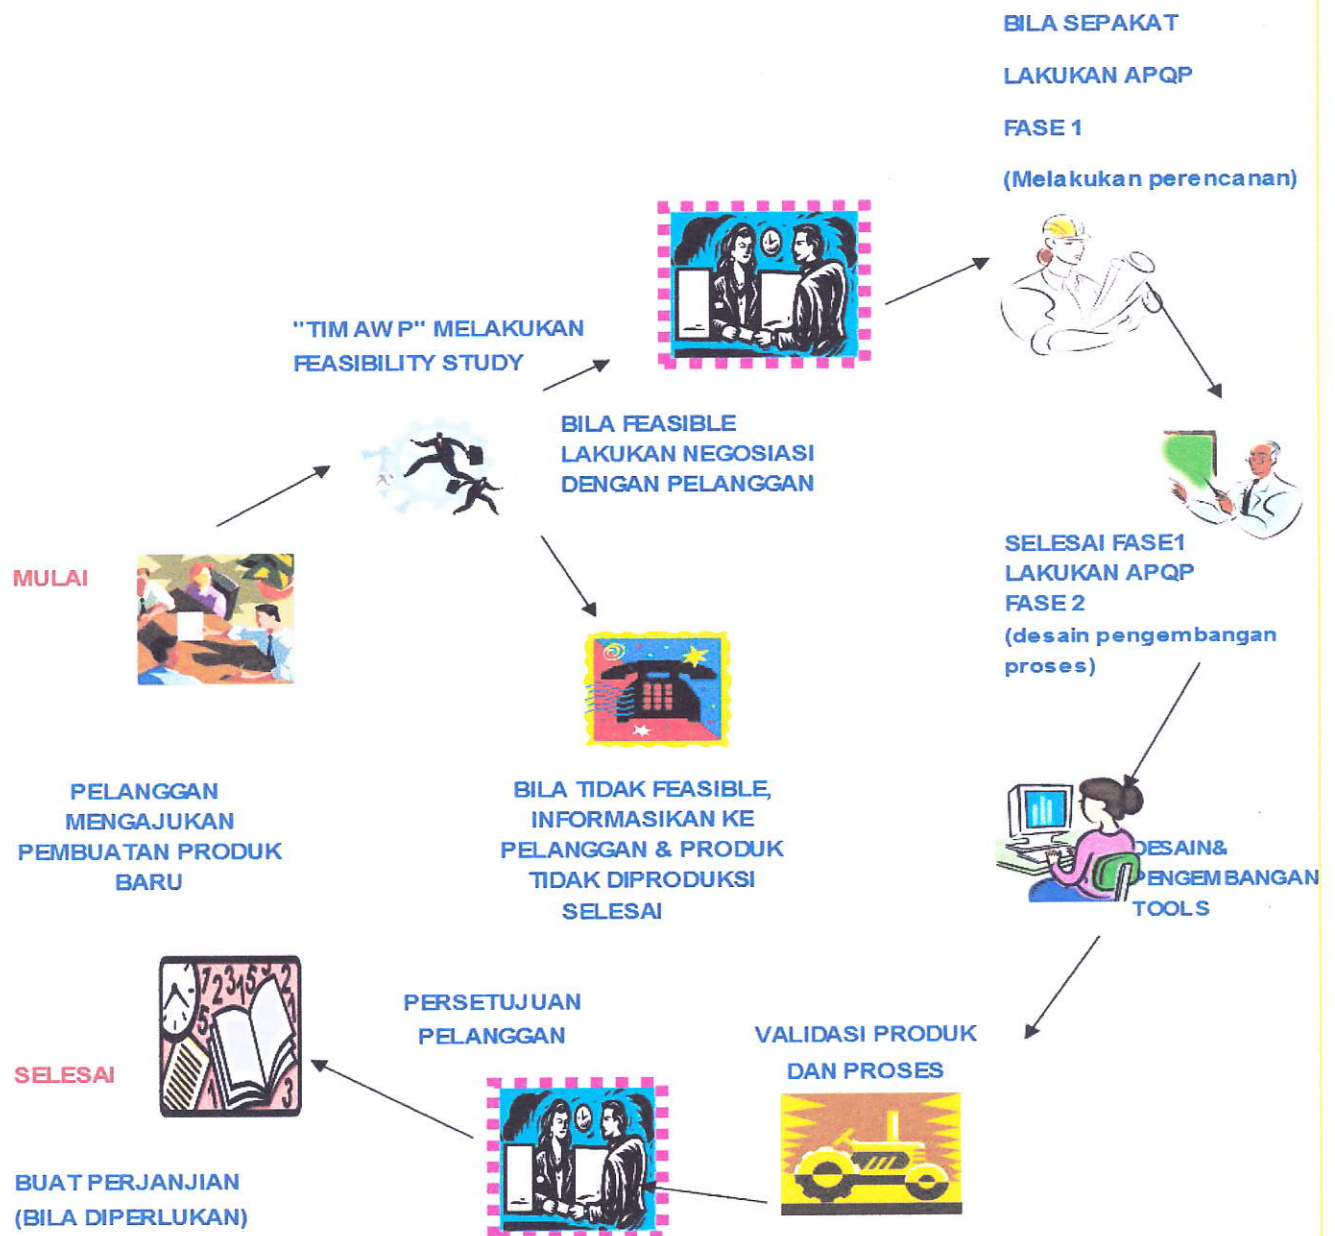 BILA SEPAKAT
LAKUKAN APQP
FASE 1
(Melakukan perencanan)
"TIM AWP" MELAKUKAN
FEASIBILITY STUDY
BILA FEASIBLE
LAKUKAN NEGOSIASI
DENGAN PELANGGAN
MULAI
SELESAI FASE1
LAKUKAN APQP
FASE 2
(desain pengembangan
proses)
PELANGGAN
MENGAJUKAN
PEMBUATAN PRODUK
BARU
BILA TIDAK FEASIBLE,
INFORMASIKAN KE
PELANGGAN & PRODUK
TIDAK DIPRODUKSI
SELESAI
DESAIN&
PENGEMBANGAN
TOOLS
PERSETUJUAN
PELANGGAN
VALIDASI PRODUK
DAN PROSES
SELESAI
BUAT PERJANJIAN
(BILA DIPERLUKAN)